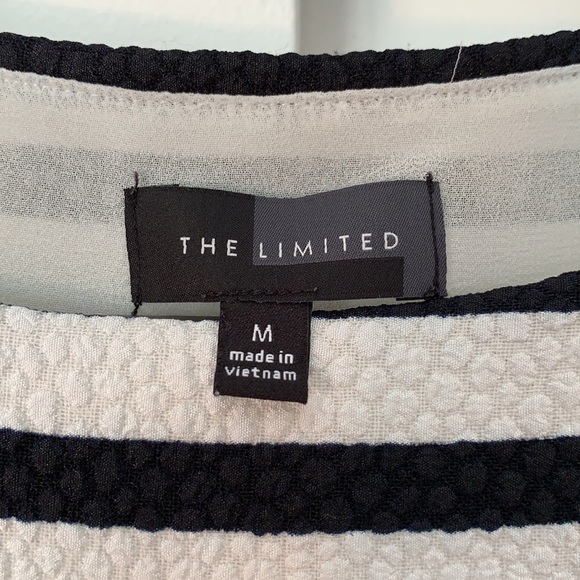 THE LIMITED
M
made in
vietnam